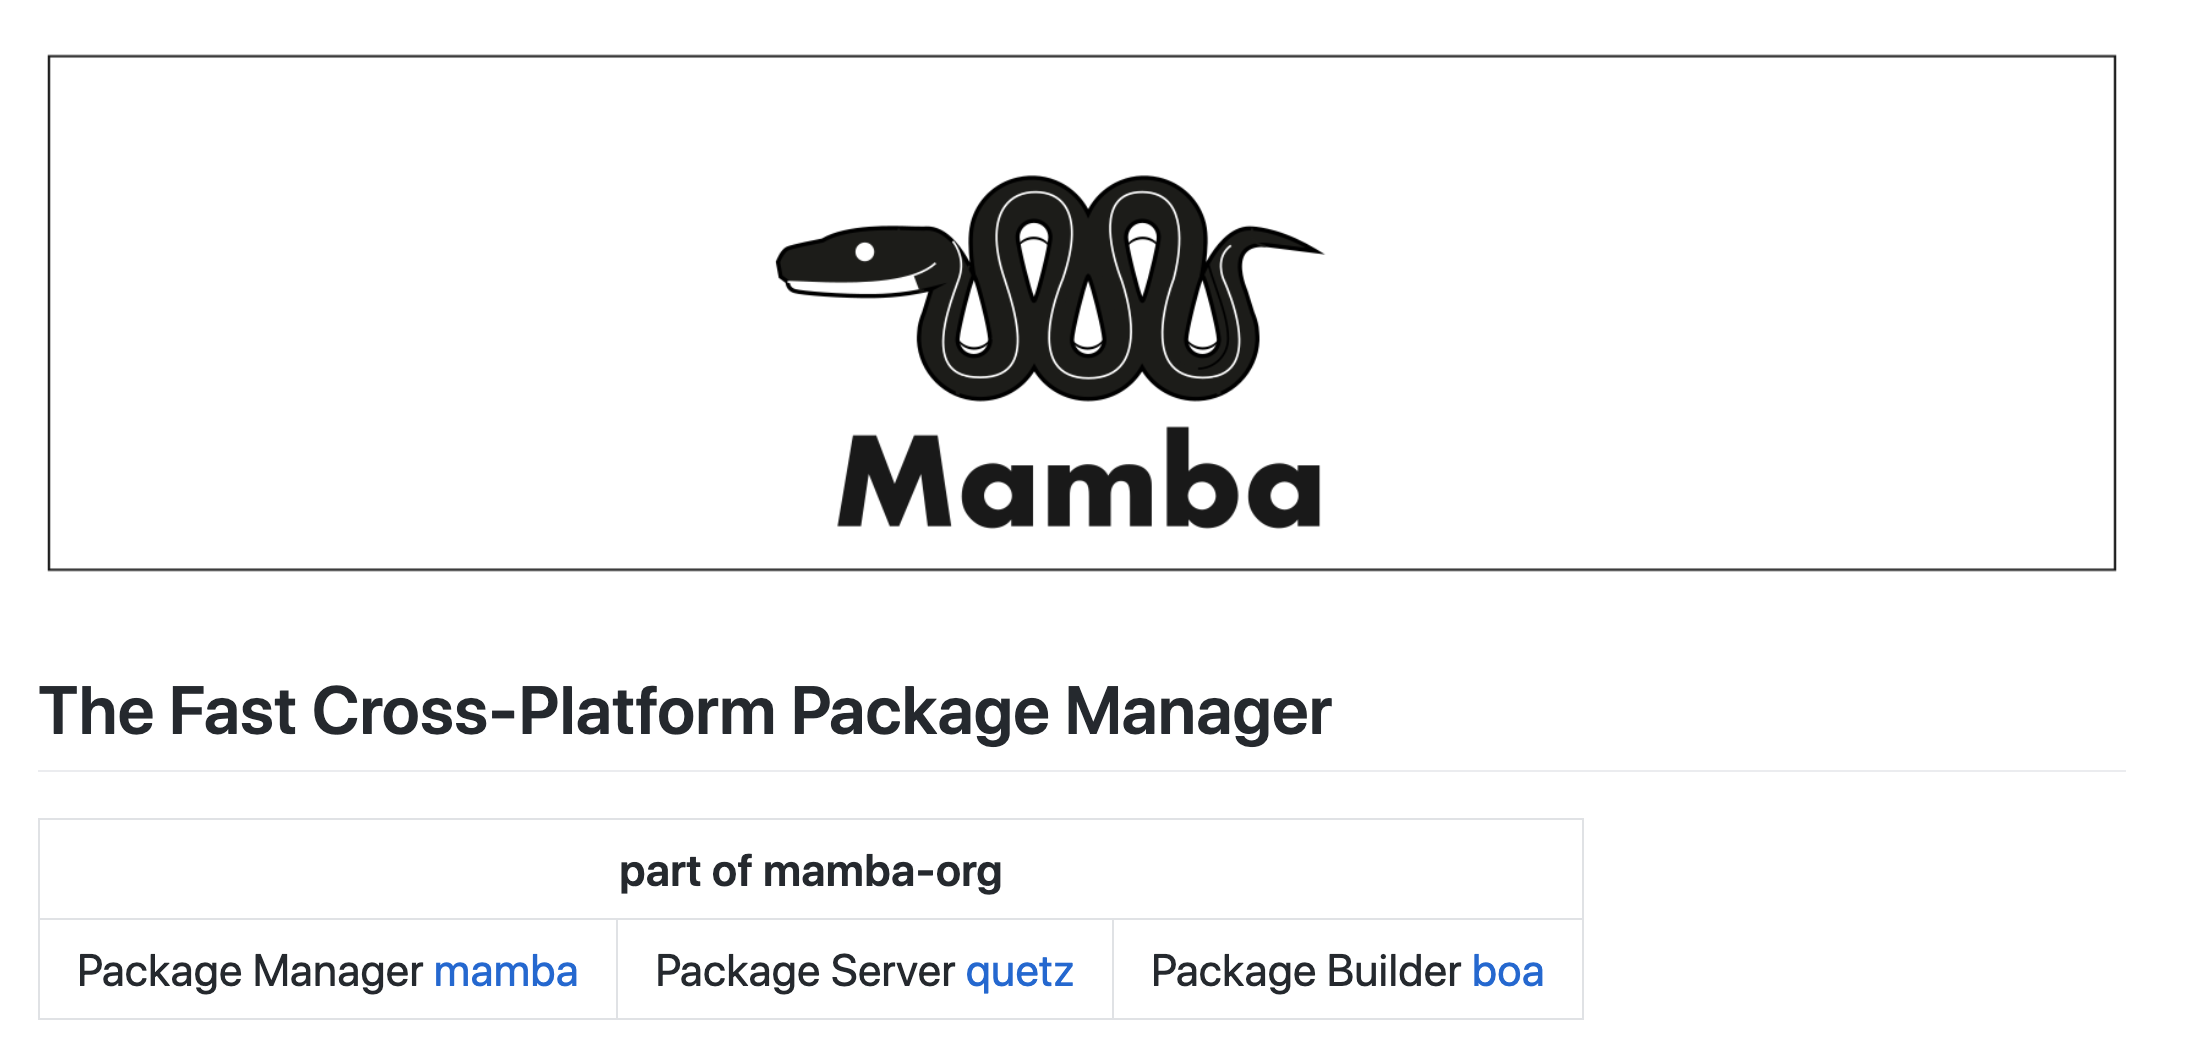 Mamba
The Fast Cross-Platform Package Manager
part of mamba-org
Package Manager mamba
Package Server quetz
Package Builder boa